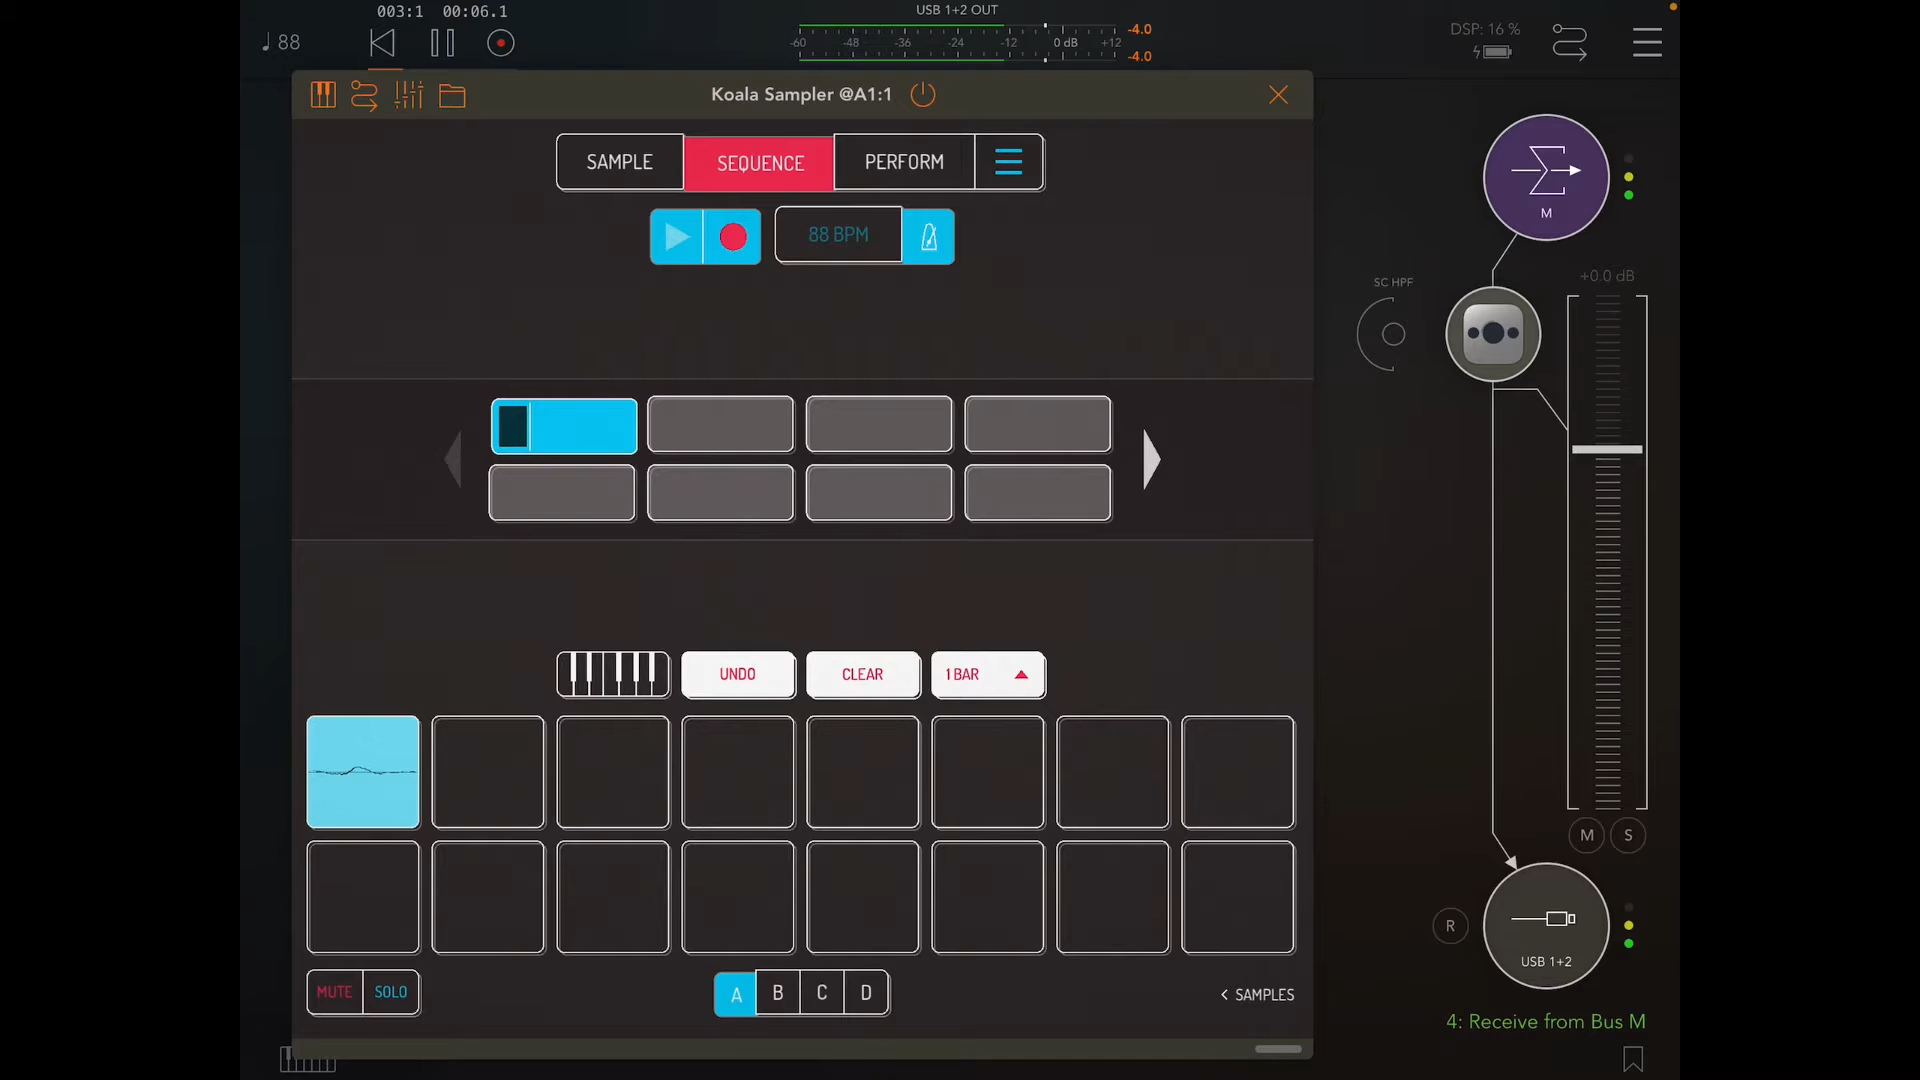 003:1 00:06.1
88
USB 1+2 OUT
-60 -48 -36 -24 -12 0 dB +12
-4.0
-4.0
DSP: 16 %
Koala Sampler @A1:1
SAMPLE SEQUENCE PERFORM
88 BPM
M
+0.0 dB
SC HPF
UNDO CLEAR 1 BAR
M S
R
USB 1+2
MUTE SOLO
A B C D
< SAMPLES
4: Receive from Bus M